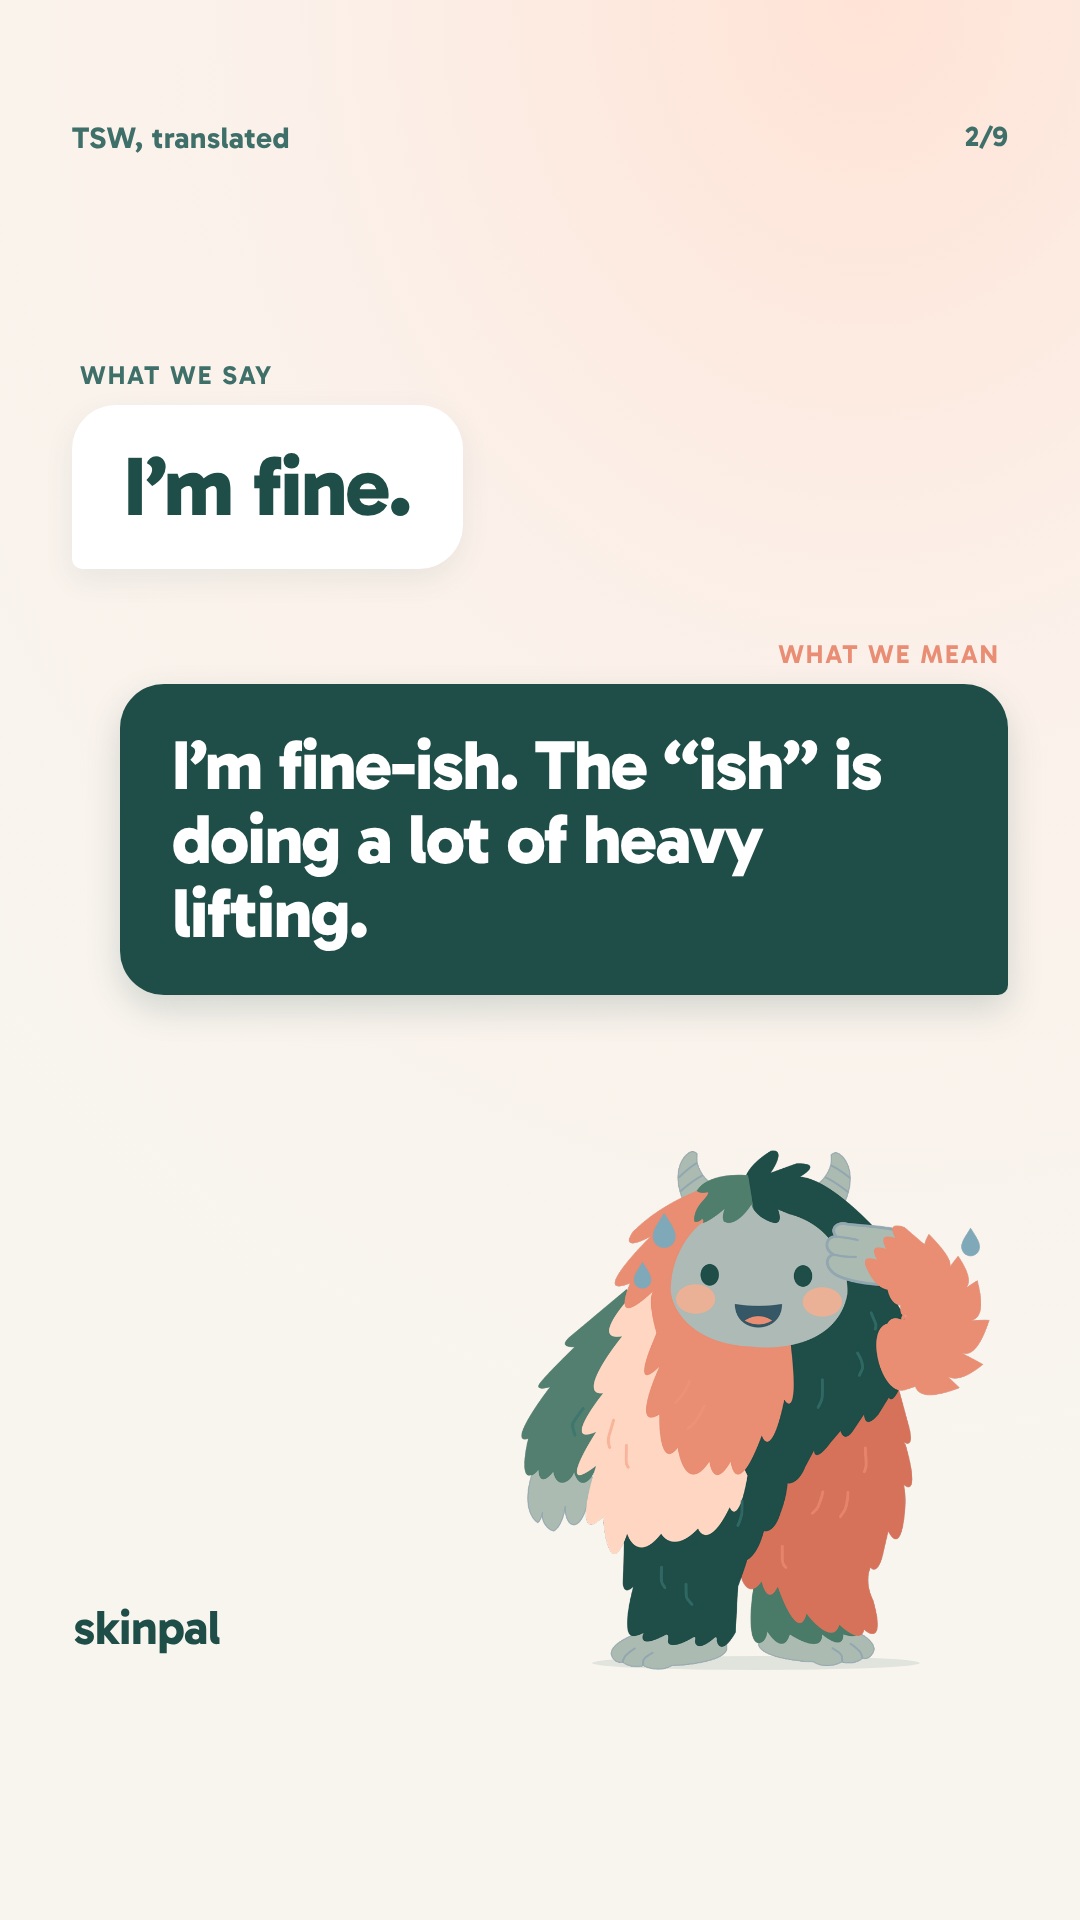 TSW, translated
2/9
WHAT WE SAY
I’m fine.
WHAT WE MEAN
I’m fine-ish. The “ish” is
doing a lot of heavy
lifting.
skinpal